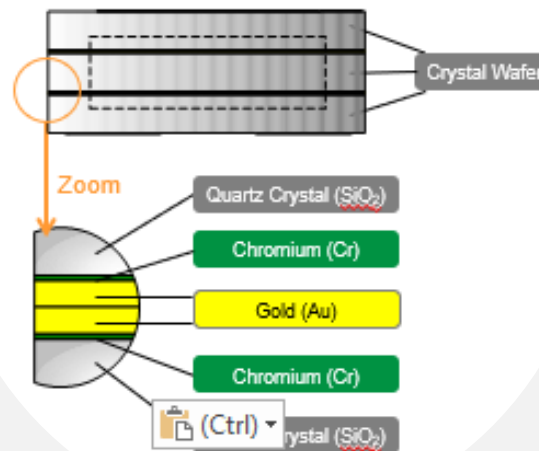 Crystal Wafer
Zoom
Quartz Crystal (SiO₂)
Chromium (Cr)
Gold (Au)
Chromium (Cr)
(Ctrl)
rystal (SiO₂)